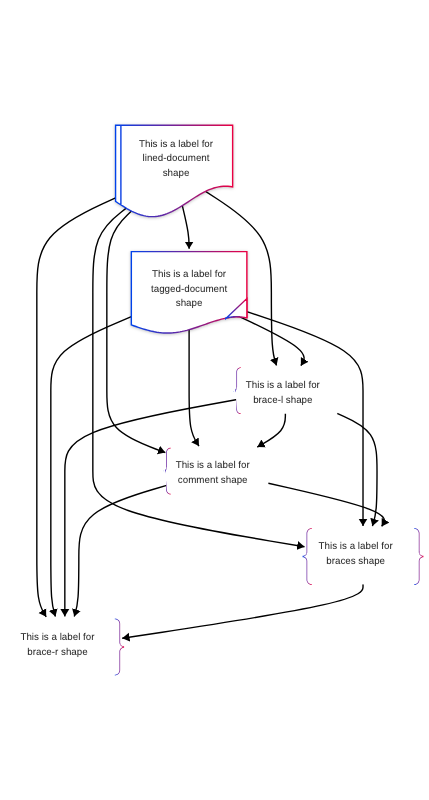 This is a label for
lined-document
shape
This is a label for
tagged-document
shape
This is a label for
brace-l shape
This is a label for
comment shape
This is a label for
braces shape
This is a label for
brace-r shape